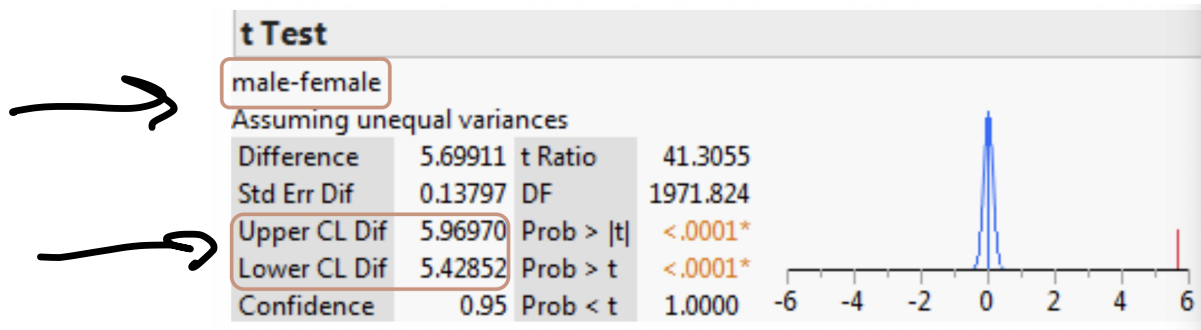 t Test
male-female
Assuming unequal variances
Difference 5.69911 t Ratio 41.3055
Std Err Dif 0.13797 DF 1971.824
Upper CL Dif 5.96970 Prob > |t| <.0001*
Lower CL Dif 5.42852 Prob > t <.0001*
Confidence 0.95 Prob < t 1.0000
-6 -4 -2 0 2 4 6